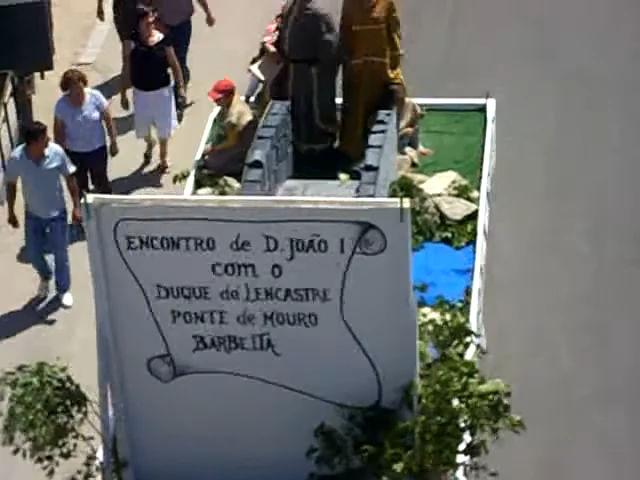 ENCONTRO de D. JOÃO I
com o
DUQUE de LENCASTRE
PONTE de MOURO
BARBEITA